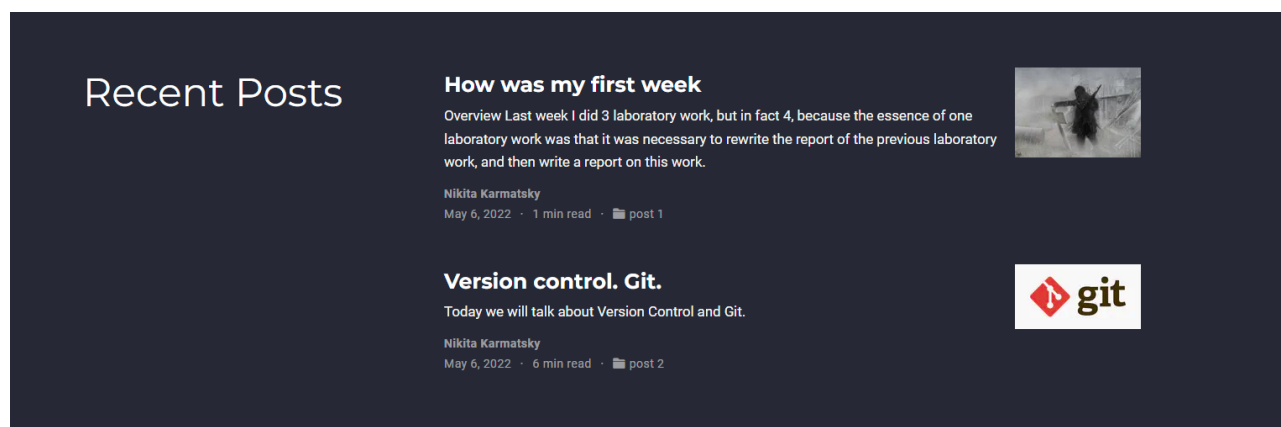 Recent Posts
How was my first week
Overview Last week I did 3 laboratory work, but in fact 4, because the essence of one
laboratory work was that it was necessary to rewrite the report of the previous laboratory
work, and then write a report on this work.
Nikita Karmatsky
May 6, 2022 · 1 min read · post 1
Version control. Git.
Today we will talk about Version Control and Git.
git
Nikita Karmatsky
May 6, 2022 · 6 min read · post 2